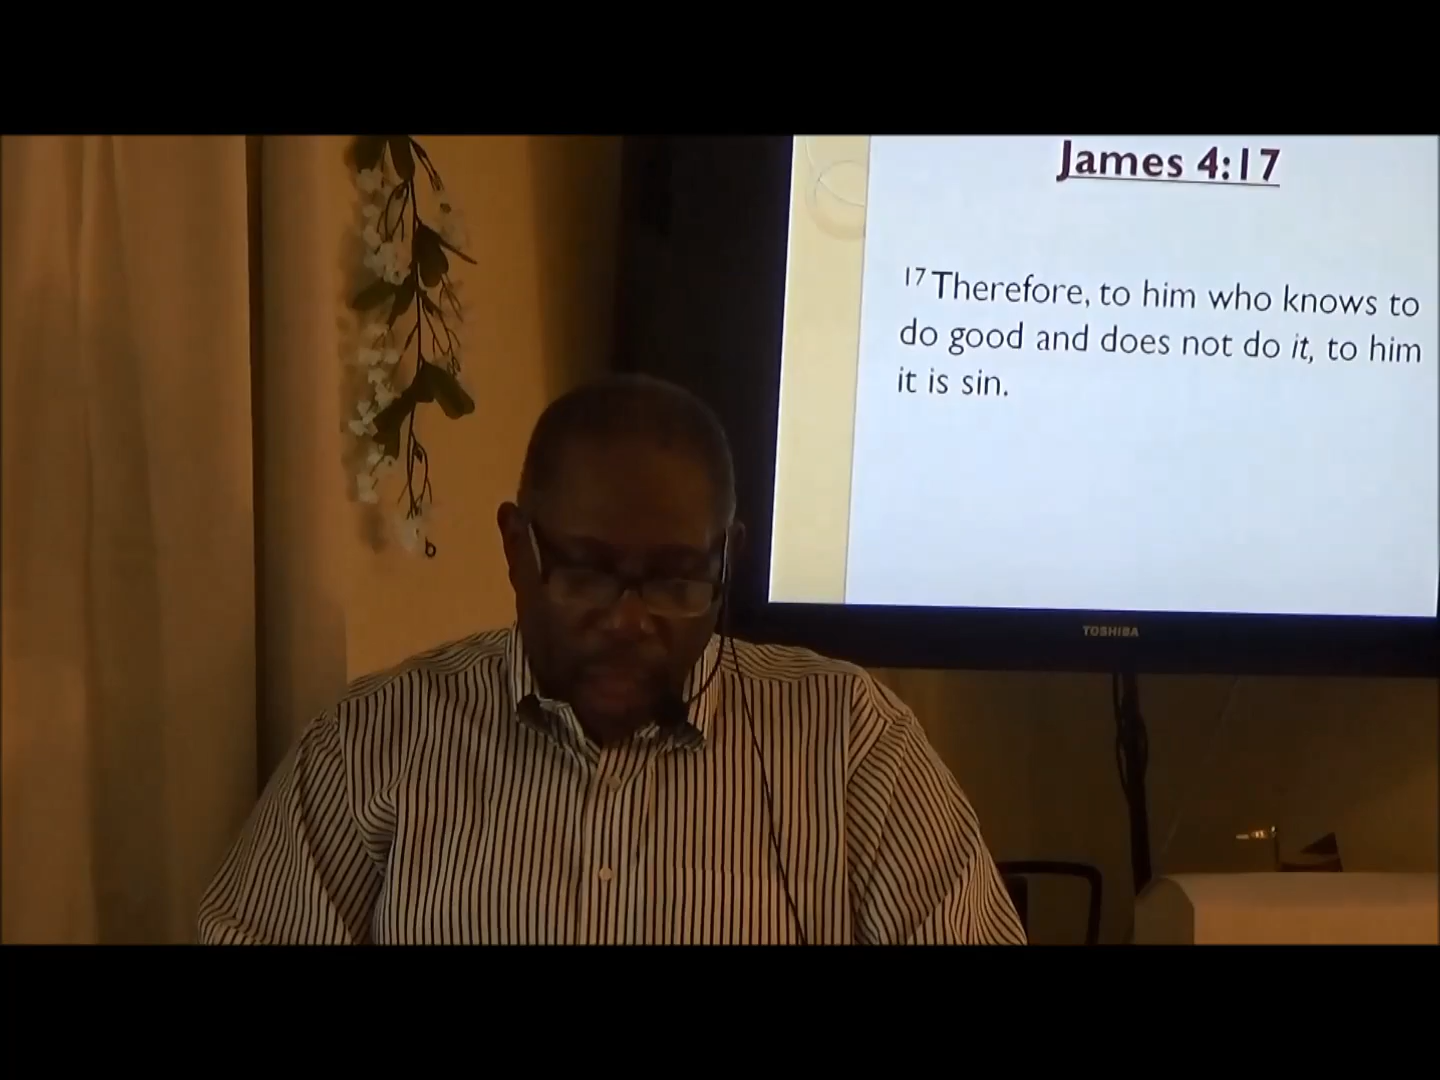 James 4:17
17 Therefore, to him who knows to
do good and does not do it, to him
it is sin.
TOSHIBA